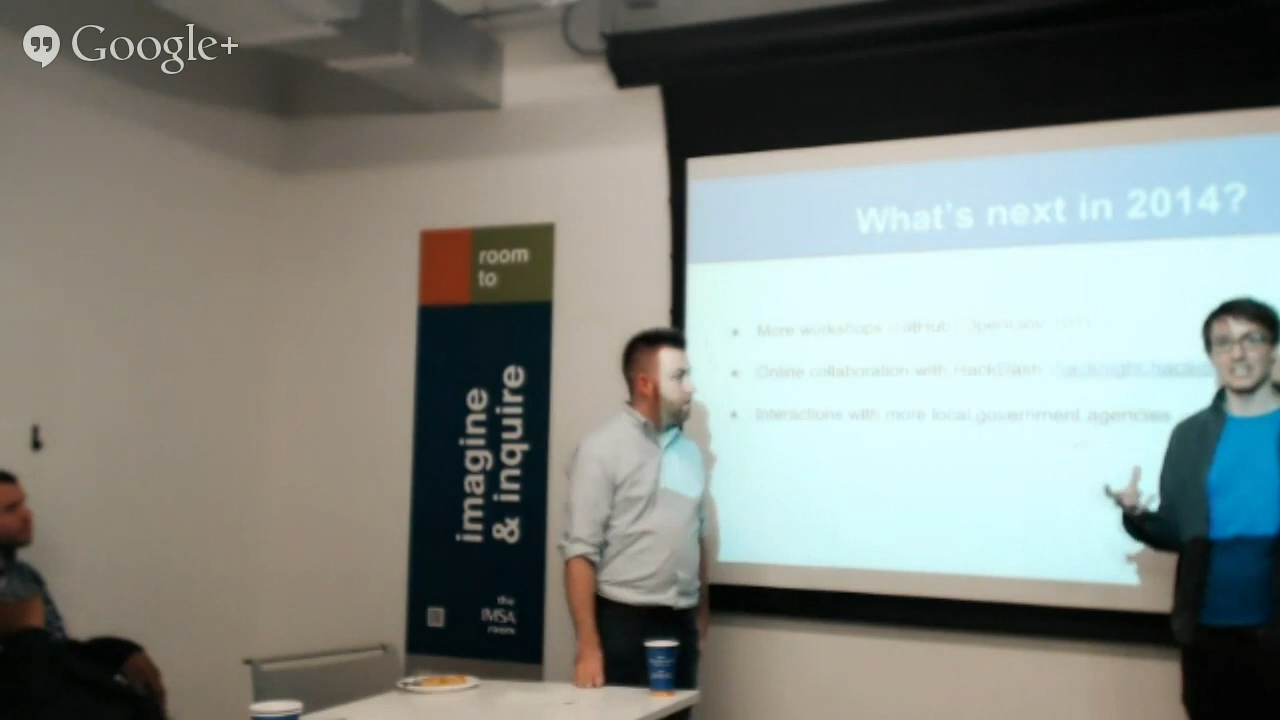 Google+
room
to
imagine
& inquire
the
IMSA
room
What's next in 2014?
• More workshops
• Online collaboration with HackDash
• Interactions with more local government agencies